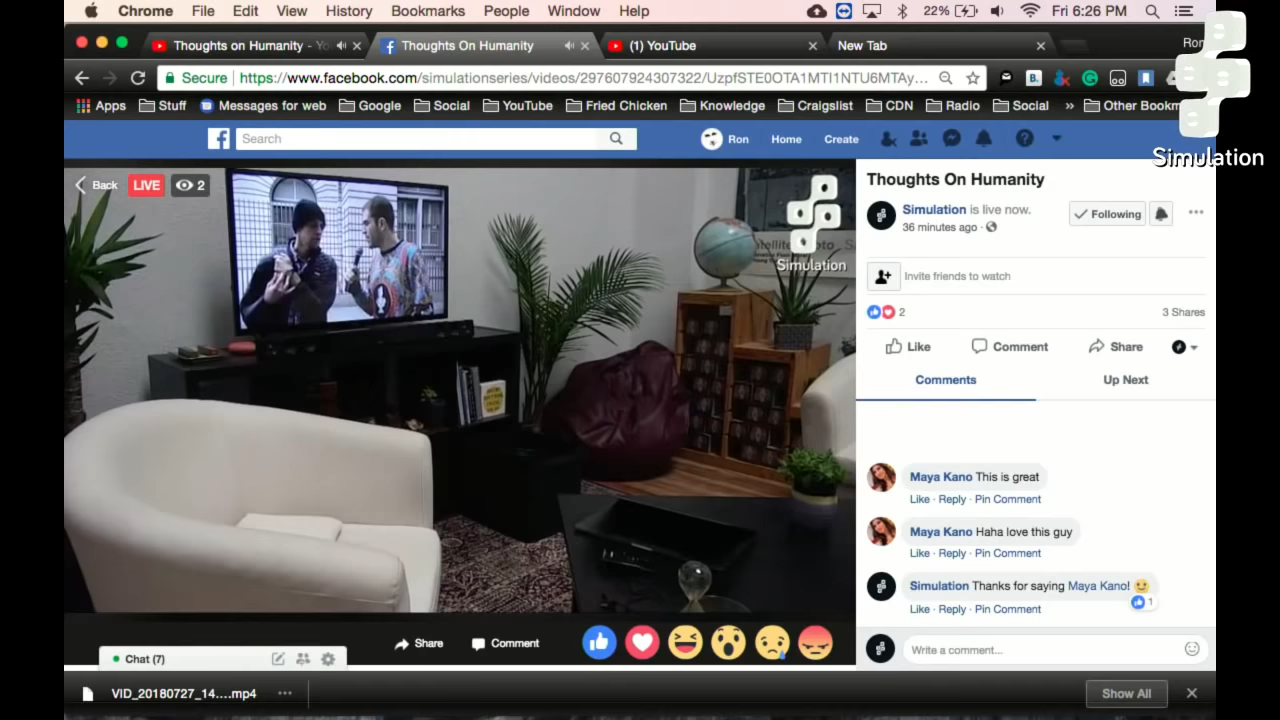 Chrome File Edit View History Bookmarks People Window Help 22% Fri 6:26 PM
Thoughts on Humanity - Yo Thoughts On Humanity (1) YouTube New Tab Ron
Secure https://www.facebook.com/simulationseries/videos/297607924307322/UzpfSTE0OTA1MTI1NTU6MTAy...
Apps Stuff Messages for web Google Social YouTube Fried Chicken Knowledge Craigslist CDN Radio Social » Other Bookm
Simulation
Search Ron Home Create
Back LIVE 2
Simulation
Thoughts On Humanity
Simulation is live now.
Following
36 minutes ago
Invite friends to watch
2 3 Shares
Like Comment Share
Comments Up Next
Maya Kano This is great
Like · Reply · Pin Comment
Maya Kano Haha love this guy
Like · Reply · Pin Comment
Simulation Thanks for saying Maya Kano!
1
Like · Reply · Pin Comment
Write a comment...
Share Comment
Chat (7)
VID_20180727_14....mp4 Show All